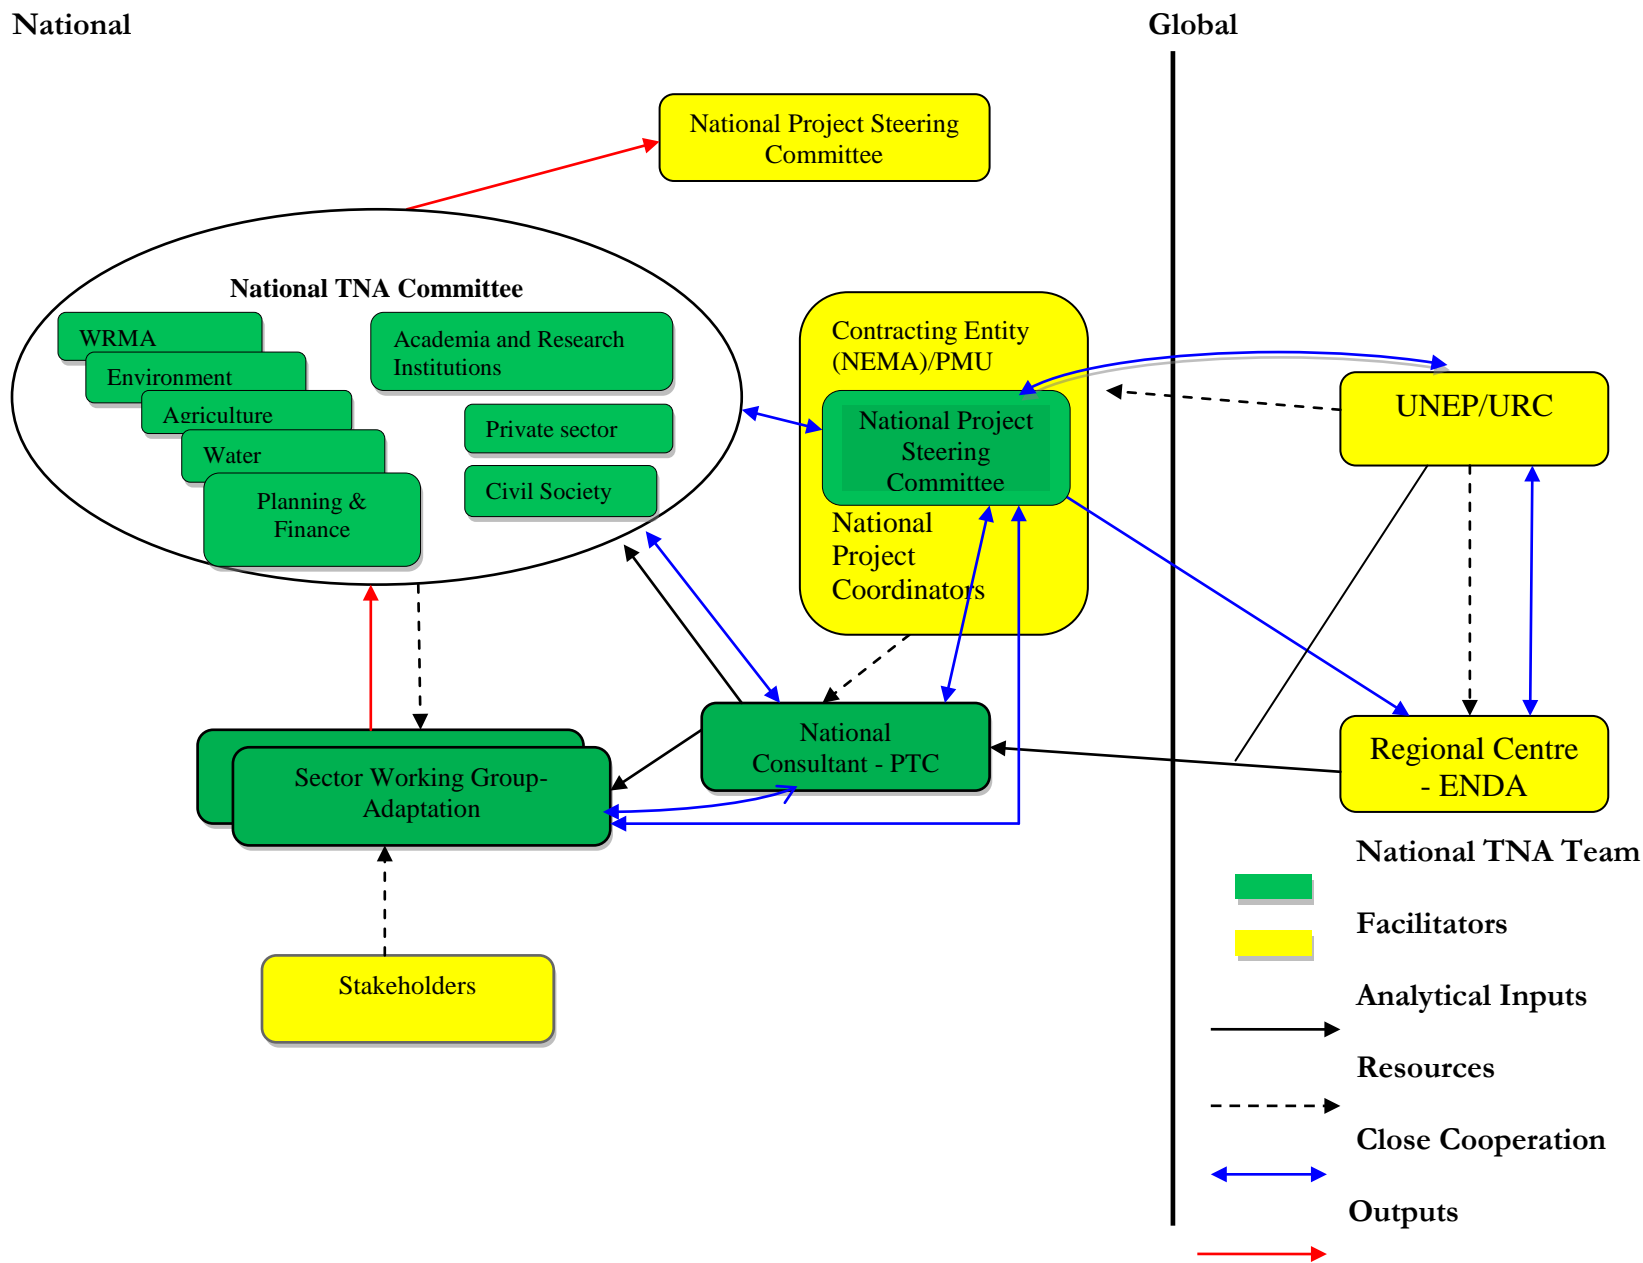 National
Global
National Project Steering
Committee
National TNA Committee
WRMA
Environment
Agriculture
Water
Planning &
Finance
Academia and Research
Institutions
Private sector
Civil Society
Contracting Entity
(NEMA)/PMU
National Project
Steering
Committee
National
Project
Coordinators
UNEP/URC
National
Consultant - PTC
Regional Centre
- ENDA
Sector Working Group-
Adaptation
Stakeholders
National TNA Team
Facilitators
Analytical Inputs
Resources
Close Cooperation
Outputs